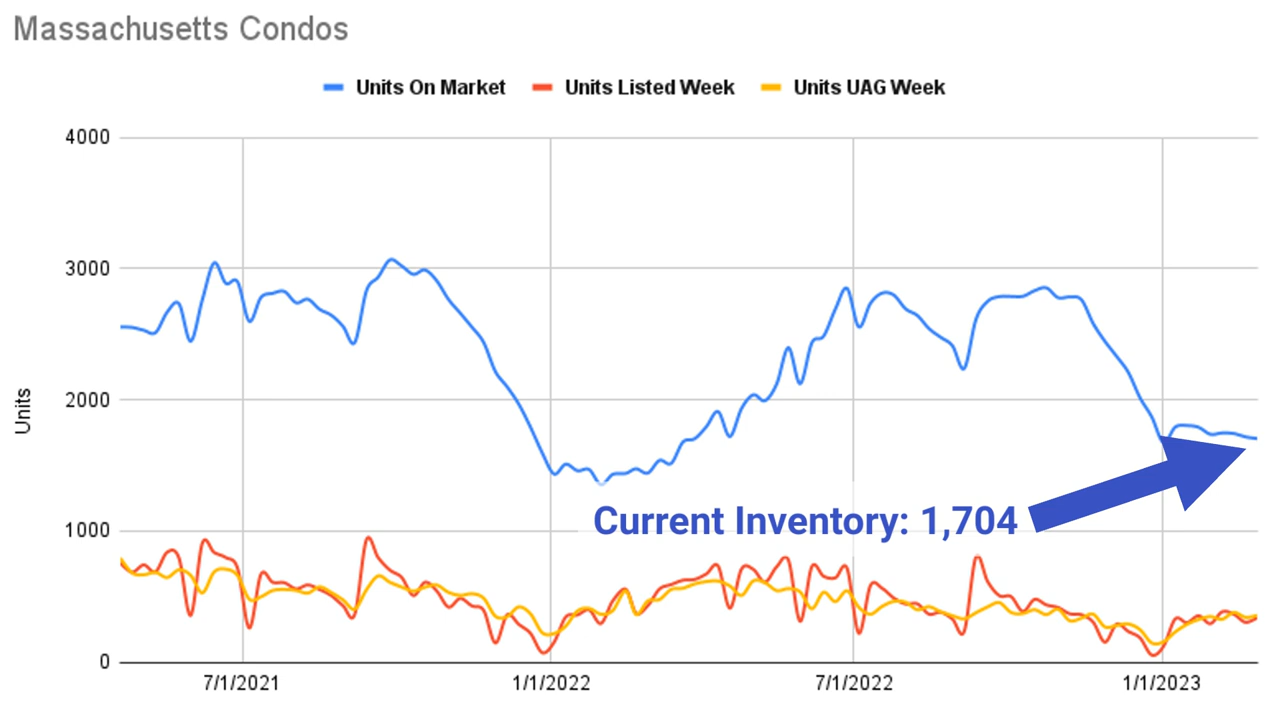 Massachusetts Condos
Units On Market Units Listed Week Units UAG Week
4000
3000
2000
1000
0
Units
Current Inventory: 1,704
7/1/2021 1/1/2022 7/1/2022 1/1/2023